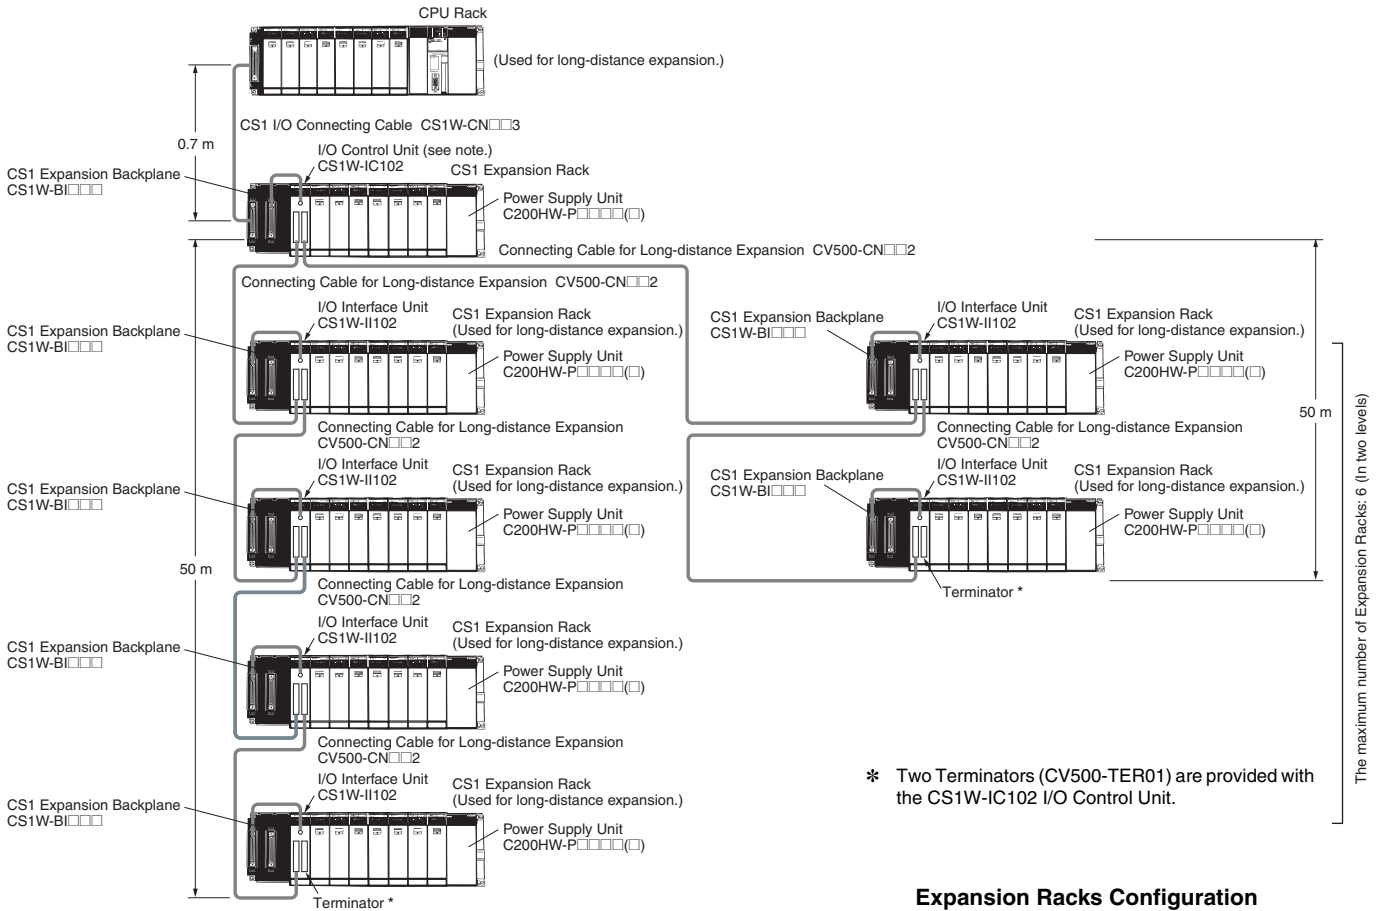 CPU Rack
(Used for long-distance expansion.)
CS1 I/O Connecting Cable CS1W-CN□□3
0.7 m
I/O Control Unit (see note.)
CS1W-IC102
CS1 Expansion Rack
CS1 Expansion Backplane
CS1W-BI□□□
Power Supply Unit
C200HW-P□□□□(□)
Connecting Cable for Long-distance Expansion CV500-CN□□2
Connecting Cable for Long-distance Expansion CV500-CN□□2
I/O Interface Unit
CS1W-II102
CS1 Expansion Rack
(Used for long-distance expansion.)
CS1 Expansion Backplane
CS1W-BI□□□
Power Supply Unit
C200HW-P□□□□(□)
Connecting Cable for Long-distance Expansion
CV500-CN□□2
I/O Interface Unit
CS1W-II102
CS1 Expansion Rack
(Used for long-distance expansion.)
CS1 Expansion Backplane
CS1W-BI□□□
Power Supply Unit
C200HW-P□□□□(□)
50 m
Connecting Cable for Long-distance Expansion
CV500-CN□□2
I/O Interface Unit
CS1W-II102
CS1 Expansion Rack
(Used for long-distance expansion.)
CS1 Expansion Backplane
CS1W-BI□□□
Power Supply Unit
C200HW-P□□□□(□)
Connecting Cable for Long-distance Expansion
CV500-CN□□2
I/O Interface Unit
CS1W-II102
CS1 Expansion Rack
(Used for long-distance expansion.)
CS1 Expansion Backplane
CS1W-BI□□□
Power Supply Unit
C200HW-P□□□□(□)
Terminator *
CS1 Expansion Backplane
CS1W-BI□□□
I/O Interface Unit
CS1W-II102
CS1 Expansion Rack
(Used for long-distance expansion.)
Power Supply Unit
C200HW-P□□□□(□)
50 m
Connecting Cable for Long-distance Expansion
CV500-CN□□2
I/O Interface Unit
CS1W-II102
CS1 Expansion Rack
(Used for long-distance expansion.)
CS1 Expansion Backplane
CS1W-BI□□□
Power Supply Unit
C200HW-P□□□□(□)
Terminator *
The maximum number of Expansion Racks: 6 (In two levels)
✻ Two Terminators (CV500-TER01) are provided with
the CS1W-IC102 I/O Control Unit.
Expansion Racks Configuration